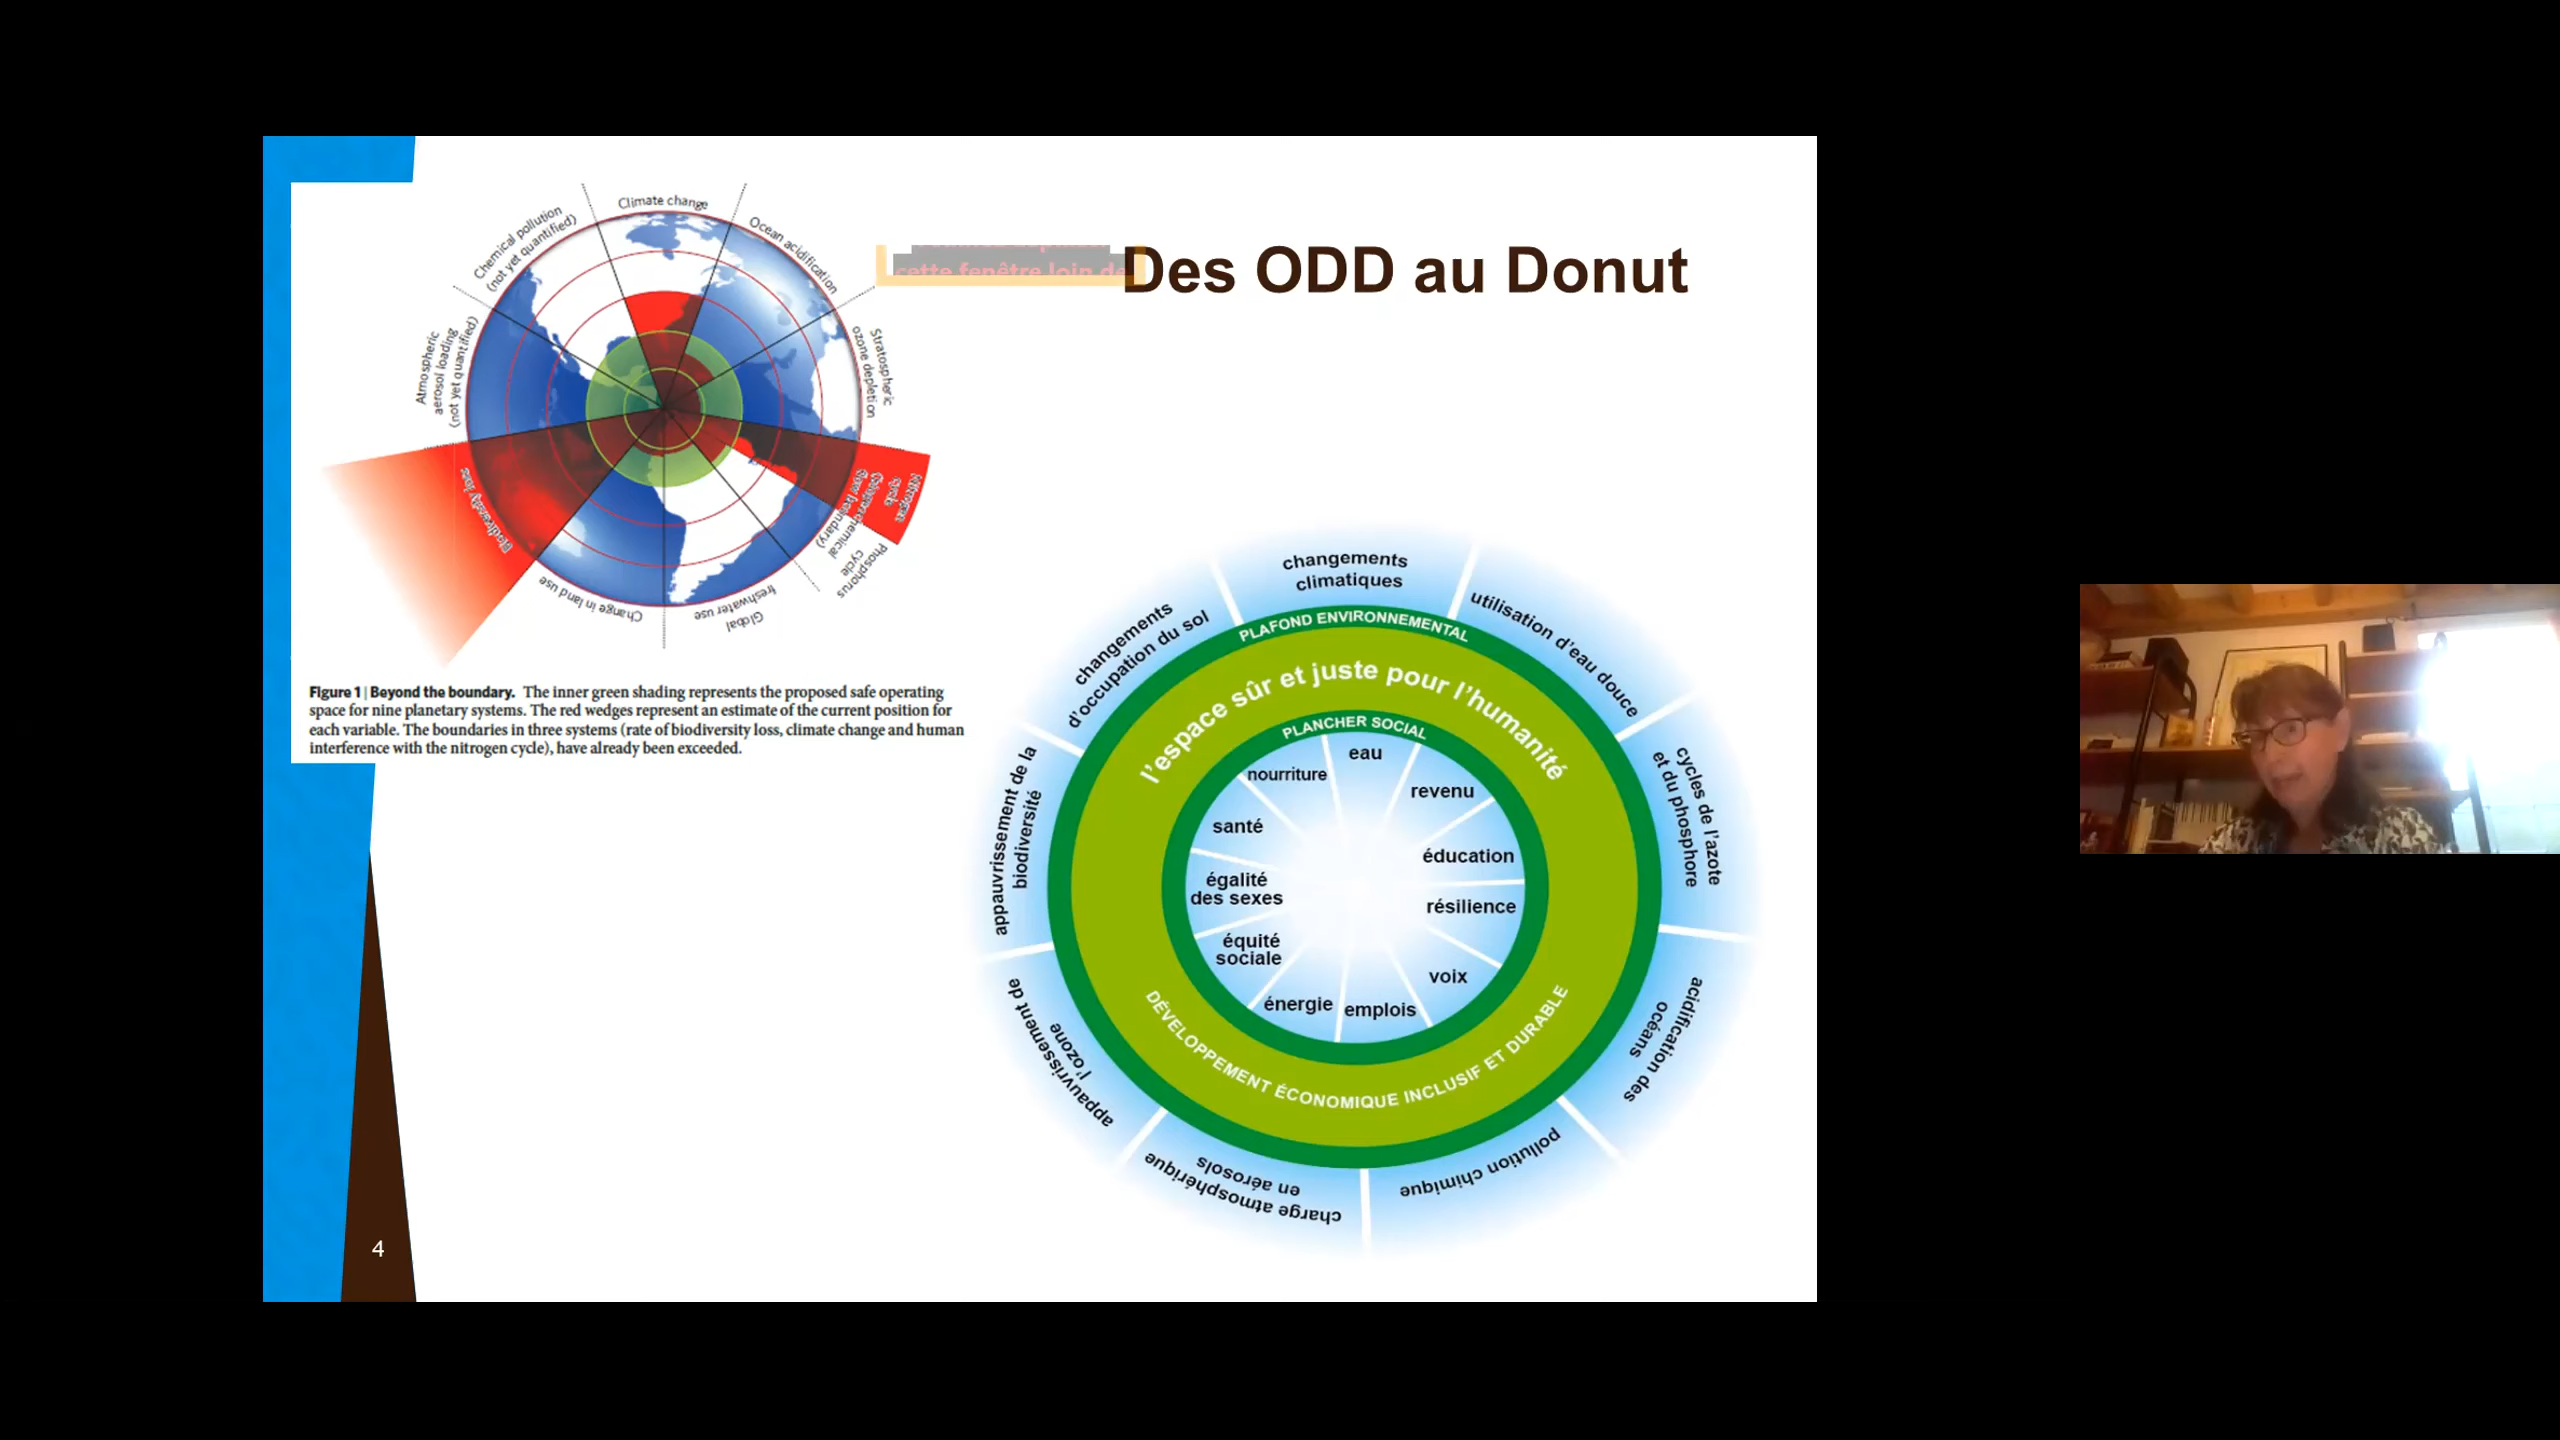 Climate change
Ocean acidification
Stratospheric
ozone depletion
Nitrogen
cycle
(biogeochemical
flow boundary)
Phosphorus
cycle
Global
freshwater use
Change in land use
Biodiversity loss
Atmospheric
aerosol loading
(not yet quantified)
Chemical pollution
(not yet quantified)
cette fenêtre loin de
Des ODD au Donut
Figure 1 | Beyond the boundary. The inner green shading represents the proposed safe operating
space for nine planetary systems. The red wedges represent an estimate of the current position for
each variable. The boundaries in three systems (rate of biodiversity loss, climate change and human
interference with the nitrogen cycle), have already been exceeded.
changements
climatiques
utilisation d'eau douce
cycles de l'azote
et du phosphore
acidification des
océans
pollution chimique
charge atmosphérique
en aérosols
appauvrissement de
l'ozone
appauvrissement de la
biodiversité
changements
d'occupation du sol
PLAFOND ENVIRONNEMENTAL
l'espace sûr et juste pour l'humanité
PLANCHER SOCIAL
eau
revenu
éducation
résilience
voix
emplois
énergie
équité
sociale
égalité
des sexes
santé
nourriture
DÉVELOPPEMENT ÉCONOMIQUE INCLUSIF ET DURABLE
4